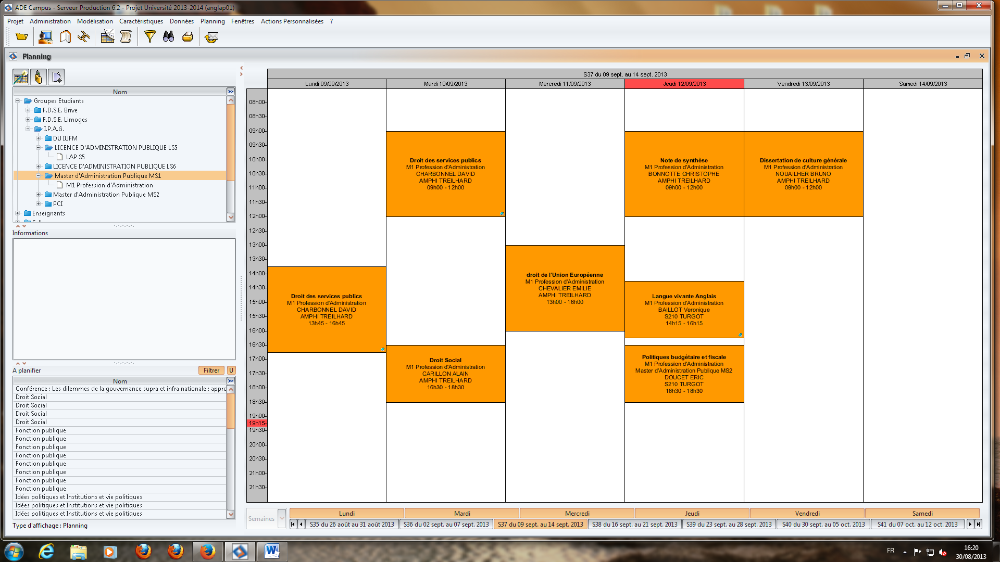 ADE Campus - Serveur Production 6.2 - Projet Université 2013-2014 (anglap01)
Projet Administration Modélisation Caractéristiques Données Planning Fenêtres Actions Personnalisées ?
Planning
Nom
Groupes Etudiants
F.D.S.E. Brive
F.D.S.E. Limoges
I.P.A.G.
DU IUFM
LICENCE D'ADMINISTRATION PUBLIQUE LS5
LAP S5
LICENCE D'ADMINISTRATION PUBLIQUE LS6
Master d'Administration Publique MS1
M1 Profession d'Administration
Master d'Administration Publique MS2
PCI
Enseignants
Informations
A planifier Filtrer U
Nom
Conférence : Les dilemmes de la gouvernance supra et infra nationale : appro
Droit Social
Droit Social
Droit Social
Droit Social
Fonction publique
Fonction publique
Fonction publique
Fonction publique
Fonction publique
Fonction publique
Fonction publique
Fonction publique
Idées politiques et Institutions et vie politiques
Idées politiques et Institutions et vie politiques
Idées politiques et Institutions et vie politiques
Type d'affichage : Planning
S37 du 09 sept. au 14 sept. 2013
Lundi 09/09/2013 Mardi 10/09/2013 Mercredi 11/09/2013 Jeudi 12/09/2013 Vendredi 13/09/2013 Samedi 14/09/2013
08h00
08h30
09h00
09h30
10h00
10h30
11h00
11h30
12h00
12h30
13h00
13h30
14h00
14h30
15h00
15h30
16h00
16h30
17h00
17h30
18h00
18h30
19h00
19h15
19h30
20h00
20h30
21h00
21h30
Droit des services publics
M1 Profession d'Administration
CHARBONNEL DAVID
AMPHI TREILHARD
13h45 - 16h45
Droit des services publics
M1 Profession d'Administration
CHARBONNEL DAVID
AMPHI TREILHARD
09h00 - 12h00
Droit Social
M1 Profession d'Administration
CARILLON ALAIN
AMPHI TREILHARD
16h30 - 18h30
droit de l'Union Européenne
M1 Profession d'Administration
CHEVALIER EMILIE
AMPHI TREILHARD
13h00 - 16h00
Note de synthèse
M1 Profession d'Administration
BONNOTTE CHRISTOPHE
AMPHI TREILHARD
09h00 - 12h00
Langue vivante Anglais
M1 Profession d'Administration
BAILLOT Veronique
S210 TURGOT
14h15 - 16h15
Politiques budgétaire et fiscale
M1 Profession d'Administration
Master d'Administration Publique MS2
DOUCET ERIC
S210 TURGOT
16h30 - 18h30
Dissertation de culture générale
M1 Profession d'Administration
NOUAILHER BRUNO
AMPHI TREILHARD
09h00 - 12h00
Semaines
Lundi Mardi Mercredi Jeudi Vendredi Samedi
S35 du 26 août au 31 août 2013 S36 du 02 sept. au 07 sept. 2013 S37 du 09 sept. au 14 sept. 2013 S38 du 16 sept. au 21 sept. 2013 S39 du 23 sept. au 28 sept. 2013 S40 du 30 sept. au 05 oct. 2013 S41 du 07 oct. au 12 oct. 2013
FR
16:20
30/08/2013